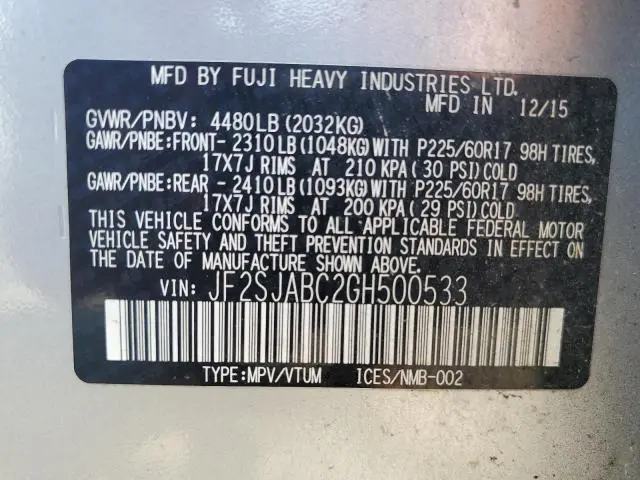 MFD BY FUJI HEAVY INDUSTRIES LTD.
MFD IN 12/15
GVWR/PNBV: 4480LB (2032KG)
GAWR/PNBE:FRONT- 2310LB (1048KG) WITH P225/60R17 98H TIRES,
17X7J RIMS AT 210 KPA ( 30 PSI) COLD
GAWR/PNBE:REAR - 2410LB (1093KG) WITH P225/60R17 98H TIRES,
17X7J RIMS AT 200 KPA ( 29 PSI) COLD
THIS VEHICLE CONFORMS TO ALL APPLICABLE FEDERAL MOTOR
VEHICLE SAFETY AND THEFT PREVENTION STANDARDS IN EFFECT ON
THE DATE OF MANUFACTURE SHOWN ABOVE.
VIN: JF2SJABC2GH500533
TYPE:MPV/VTUM ICES/NMB-002